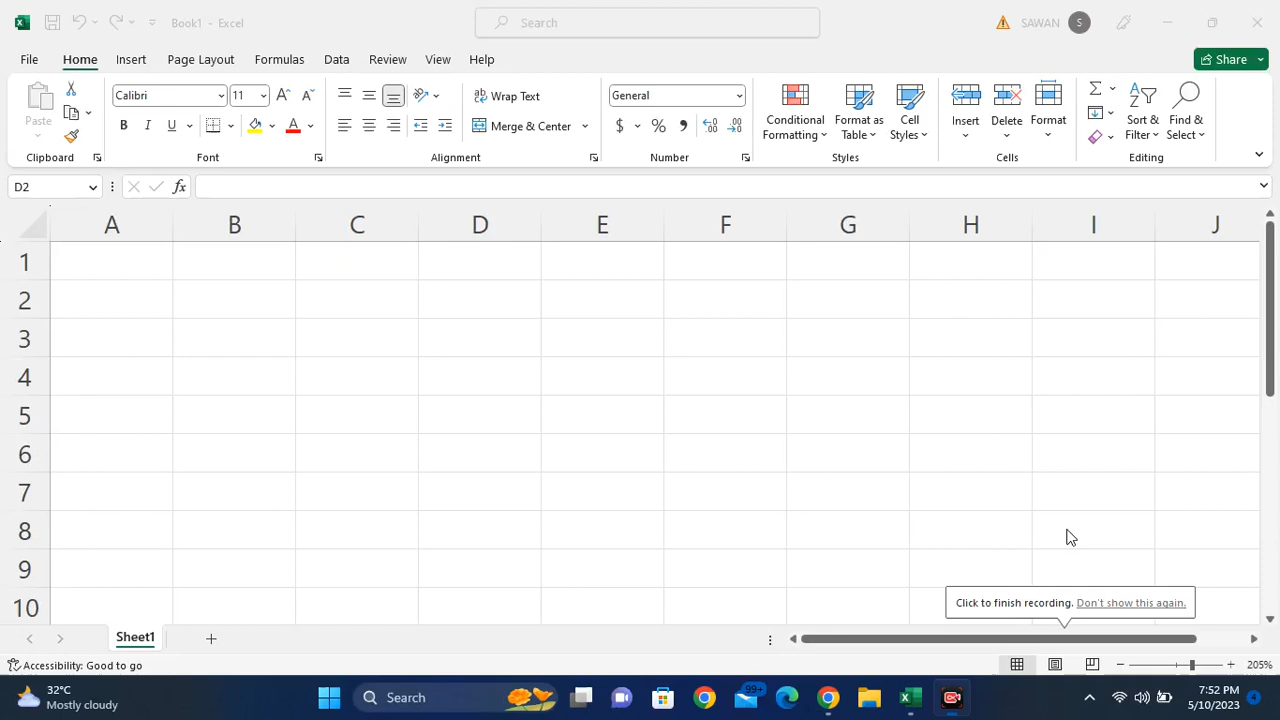 Book1 - Excel
Search
SAWAN
S
File
Home
Insert
Page Layout
Formulas
Data
Review
View
Help
Share
Paste
Clipboard
Calibri
11
B
I
U
A
Font
Wrap Text
Merge & Center
Alignment
General
$
%
Number
Conditional
Formatting
Format as
Table
Cell
Styles
Styles
Insert
Delete
Format
Cells
Sort &
Filter
Find &
Select
Editing
D2
fx
A B C D E F G H I J
1
2
3
4
5
6
7
8
9
10
Click to finish recording. Don't show this again.
Sheet1
Accessibility: Good to go
205%
32°C
Mostly cloudy
Search
99+
7:52 PM
5/10/2023
4